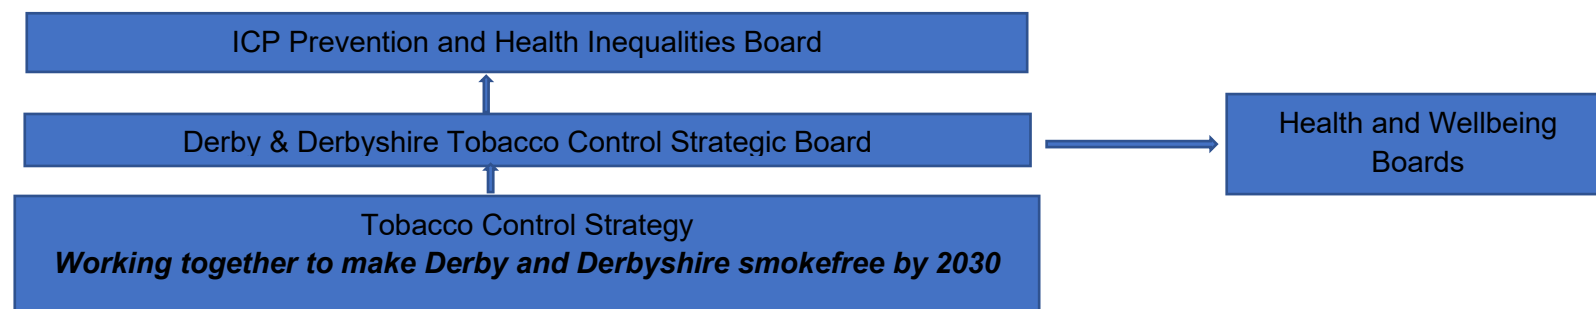 ICP Prevention and Health Inequalities Board
Derby & Derbyshire Tobacco Control Strategic Board
Health and Wellbeing
Boards
Tobacco Control Strategy
Working together to make Derby and Derbyshire smokefree by 2030